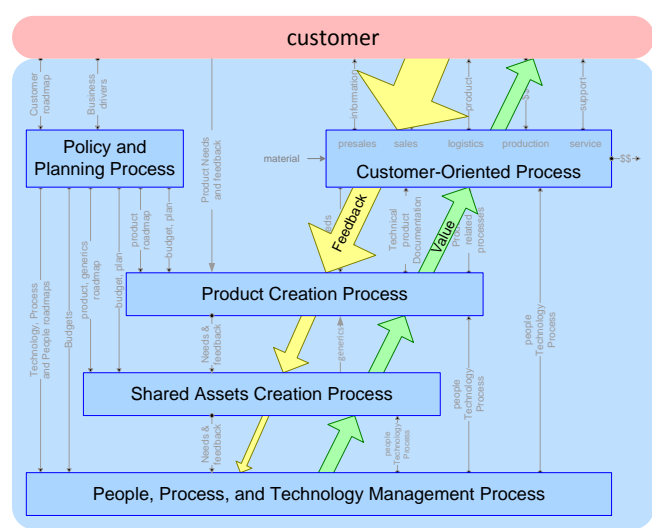 customer
Customer
roadmap
Business
drivers
information
product
$$
support
Policy and
Planning Process
Product Needs
and feedback
material
presales
sales
logistics
production
service
$$
Customer-Oriented Process
Technology, Process
and People roadmaps
Budgets
product, generics
roadmap
budget, plan
product
roadmap
budget, plan
Feedback
Technical
product
Documentation
Value
related
processes
people
Technology
Process
Product Creation Process
Needs &
feedback
generics
people
Technology
Process
Shared Assets Creation Process
Needs &
feedback
people
Technology
Process
People, Process, and Technology Management Process